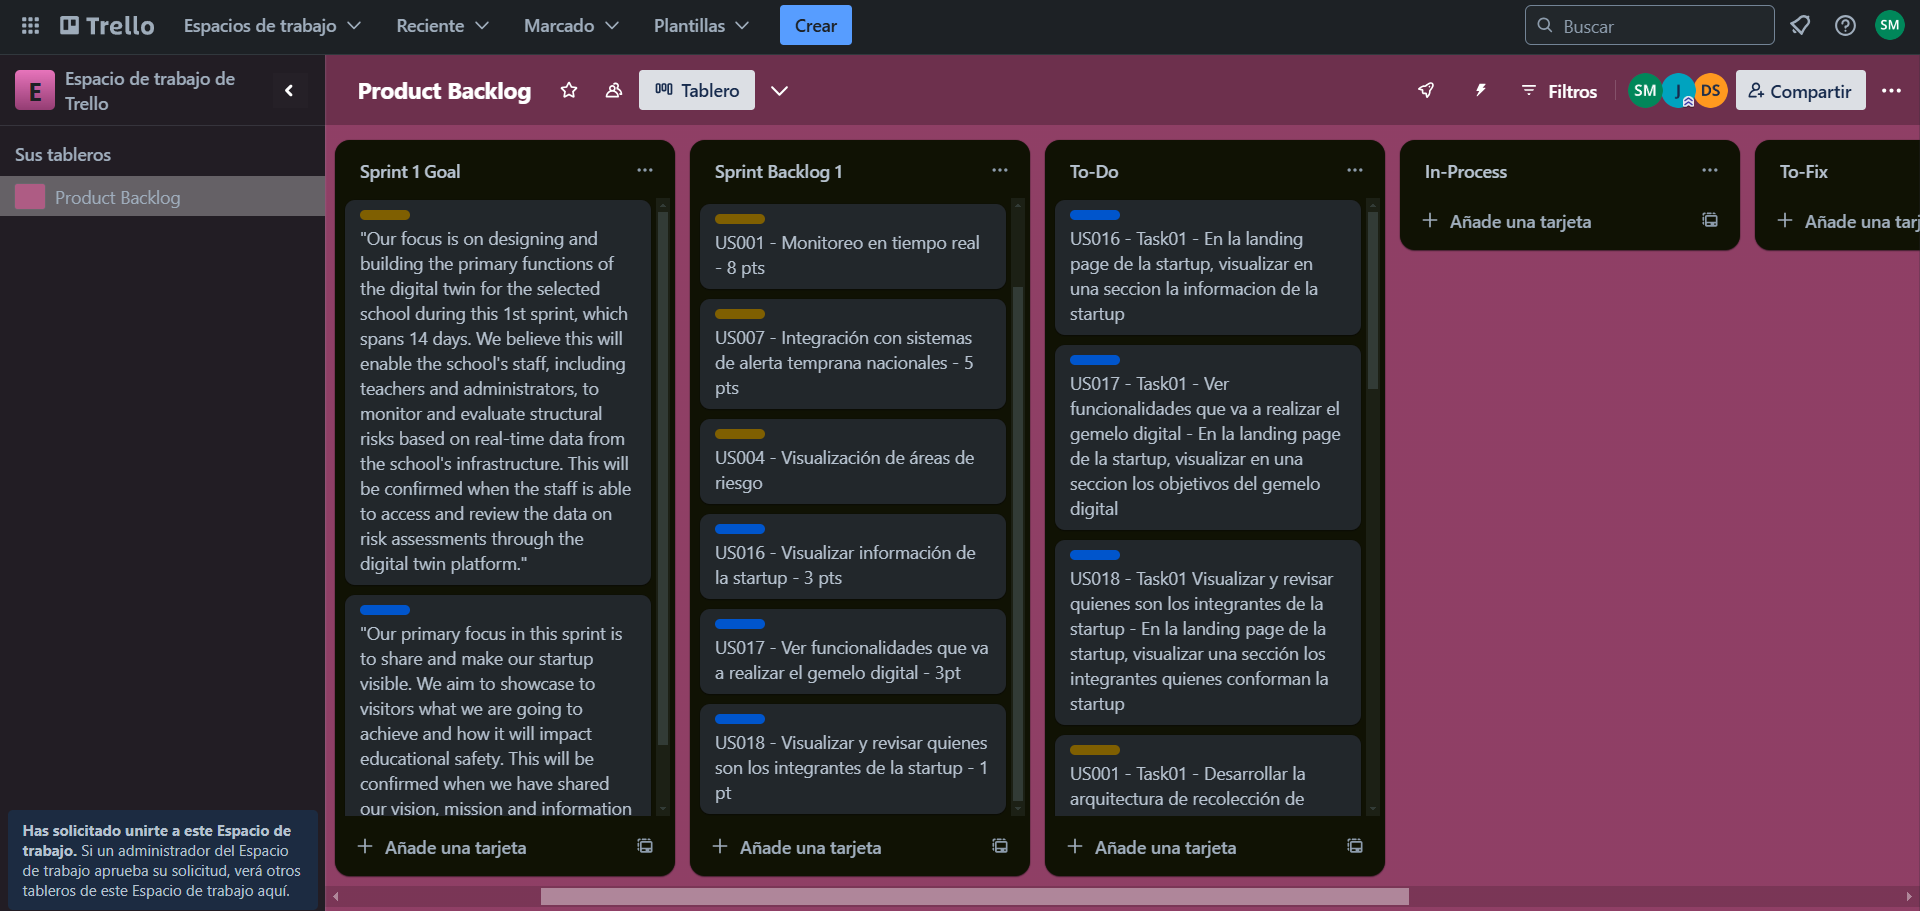 Trello
Espacios de trabajo
Reciente
Marcado
Plantillas
Crear
Buscar
SM
E
Espacio de trabajo de
Trello
Sus tableros
Product Backlog
Has solicitado unirte a este Espacio de
trabajo. Si un administrador del Espacio
de trabajo aprueba su solicitud, verá otros
tableros de este Espacio de trabajo aquí.
Product Backlog
Tablero
Filtros
SM
J
DS
Compartir
Sprint 1 Goal
"Our focus is on designing and
building the primary functions of
the digital twin for the selected
school during this 1st sprint, which
spans 14 days. We believe this will
enable the school's staff, including
teachers and administrators, to
monitor and evaluate structural
risks based on real-time data from
the school's infrastructure. This will
be confirmed when the staff is able
to access and review the data on
risk assessments through the
digital twin platform."
"Our primary focus in this sprint is
to share and make our startup
visible. We aim to showcase to
visitors what we are going to
achieve and how it will impact
educational safety. This will be
confirmed when we have shared
our vision, mission and information
+ Añade una tarjeta
Sprint Backlog 1
US001 - Monitoreo en tiempo real
- 8 pts
US007 - Integración con sistemas
de alerta temprana nacionales - 5
pts
US004 - Visualización de áreas de
riesgo
US016 - Visualizar información de
la startup - 3 pts
US017 - Ver funcionalidades que va
a realizar el gemelo digital - 3pt
US018 - Visualizar y revisar quienes
son los integrantes de la startup - 1
pt
+ Añade una tarjeta
To-Do
US016 - Task01 - En la landing
page de la startup, visualizar en
una seccion la informacion de la
startup
US017 - Task01 - Ver
funcionalidades que va a realizar el
gemelo digital - En la landing page
de la startup, visualizar en una
seccion los objetivos del gemelo
digital
US018 - Task01 Visualizar y revisar
quienes son los integrantes de la
startup - En la landing page de la
startup, visualizar una sección los
integrantes quienes conforman la
startup
US001 - Task01 - Desarrollar la
arquitectura de recolección de
+ Añade una tarjeta
In-Process
+ Añade una tarjeta
To-Fix
+ Añade una tarj